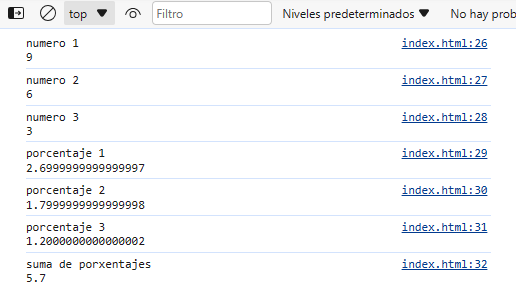 top ▼ Filtro Niveles predeterminados ▼ No hay prob
numero 1 index.html:26
9
numero 2 index.html:27
6
numero 3 index.html:28
3
porcentaje 1 index.html:29
2.6999999999999997
porcentaje 2 index.html:30
1.7999999999999998
porcentaje 3 index.html:31
1.2000000000000002
suma de porxentajes index.html:32
5.7